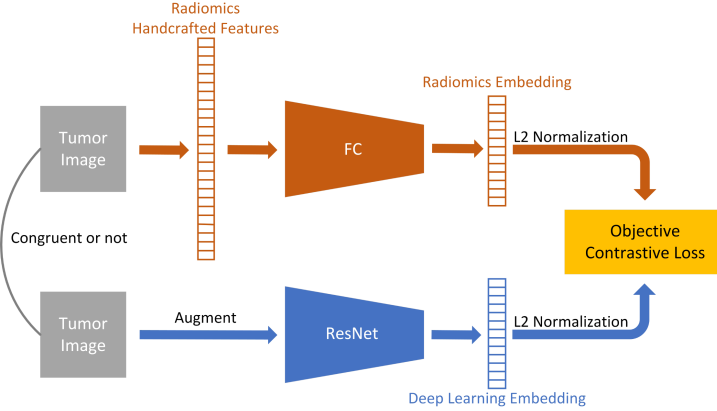 Radiomics
Handcrafted Features
Radiomics Embedding
Tumor
Image
FC
L2 Normalization
Congruent or not
Objective
Contrastive Loss
Tumor
Image
Augment
ResNet
L2 Normalization
Deep Learning Embedding